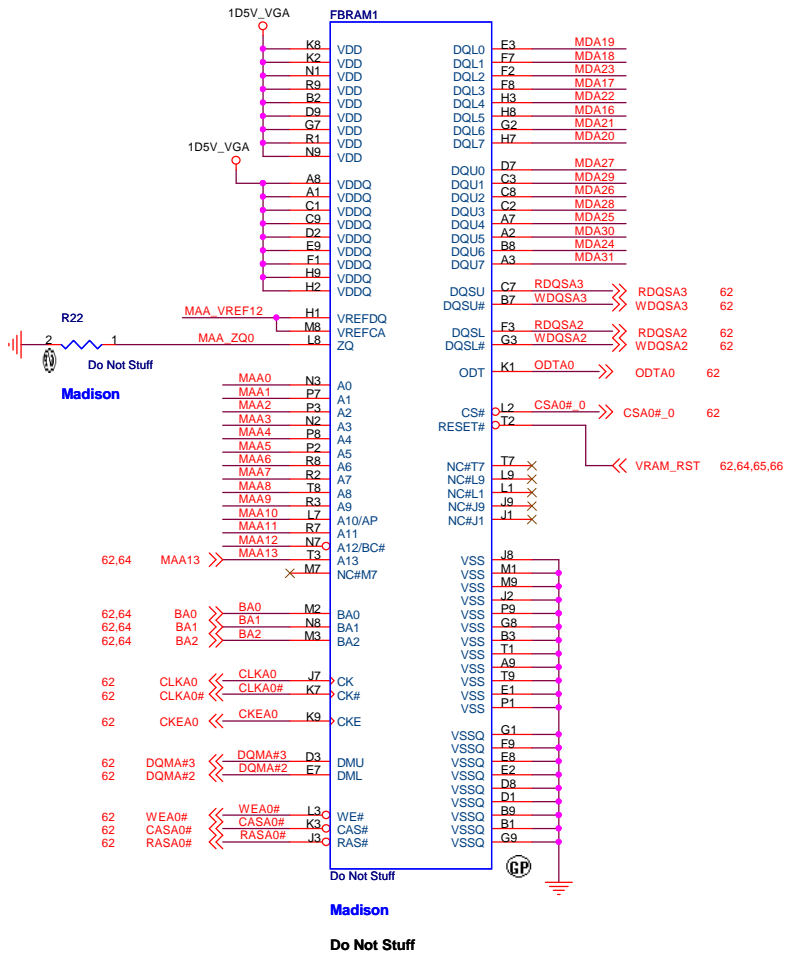 1D5V_VGA
FBRAM1
K8 VDD
K2 VDD
N1 VDD
R9 VDD
B2 VDD
D9 VDD
G7 VDD
R1 VDD
N9 VDD
1D5V_VGA
A8 VDDQ
A1 VDDQ
C1 VDDQ
C9 VDDQ
D2 VDDQ
E9 VDDQ
F1 VDDQ
H9 VDDQ
H2 VDDQ
MAA_VREF12 H1 VREFDQ
M8 VREFCA
R22
2 1 MAA_ZQ0 L8 ZQ
Do Not Stuff
Madison
MAA0 N3 A0
MAA1 P7 A1
MAA2 P3 A2
MAA3 N2 A3
MAA4 P8 A4
MAA5 P2 A5
MAA6 R8 A6
MAA7 R2 A7
MAA8 T8 A8
MAA9 R3 A9
MAA10 L7 A10/AP
MAA11 R7 A11
MAA12 N7 A12/BC#
62,64 MAA13 MAA13 T3 A13
M7 NC#M7
62,64 BA0 BA0 M2 BA0
62,64 BA1 BA1 N8 BA1
62,64 BA2 BA2 M3 BA2
62 CLKA0 CLKA0 J7 CK
62 CLKA0# CLKA0# K7 CK#
62 CKEA0 CKEA0 K9 CKE
62 DQMA#3 DQMA#3 D3 DMU
62 DQMA#2 DQMA#2 E7 DML
62 WEA0# WEA0# L3 WE#
62 CASA0# CASA0# K3 CAS#
62 RASA0# RASA0# J3 RAS#
DQL0 E3 MDA19
DQL1 F7 MDA18
DQL2 F2 MDA23
DQL3 F8 MDA17
DQL4 H3 MDA22
DQL5 H8 MDA16
DQL6 G2 MDA21
DQL7 H7 MDA20
DQU0 D7 MDA27
DQU1 C3 MDA29
DQU2 C8 MDA26
DQU3 C2 MDA28
DQU4 A7 MDA25
DQU5 A2 MDA30
DQU6 B8 MDA24
DQU7 A3 MDA31
DQSU C7 RDQSA3 RDQSA3 62
DQSU# B7 WDQSA3 WDQSA3 62
DQSL F3 RDQSA2 RDQSA2 62
DQSL# G3 WDQSA2 WDQSA2 62
ODT K1 ODTA0 ODTA0 62
CS# L2 CSA0#_0 CSA0#_0 62
RESET# T2
VRAM_RST 62,64,65,66
NC#T7 T7
NC#L9 L9
NC#L1 L1
NC#J9 J9
NC#J1 J1
VSS J8
VSS M1
VSS M9
VSS J2
VSS P9
VSS G8
VSS B3
VSS T1
VSS A9
VSS T9
VSS E1
VSS P1
VSSQ G1
VSSQ F9
VSSQ E8
VSSQ E2
VSSQ D8
VSSQ D1
VSSQ B9
VSSQ B1
VSSQ G9
GP
Do Not Stuff
Madison
Do Not Stuff